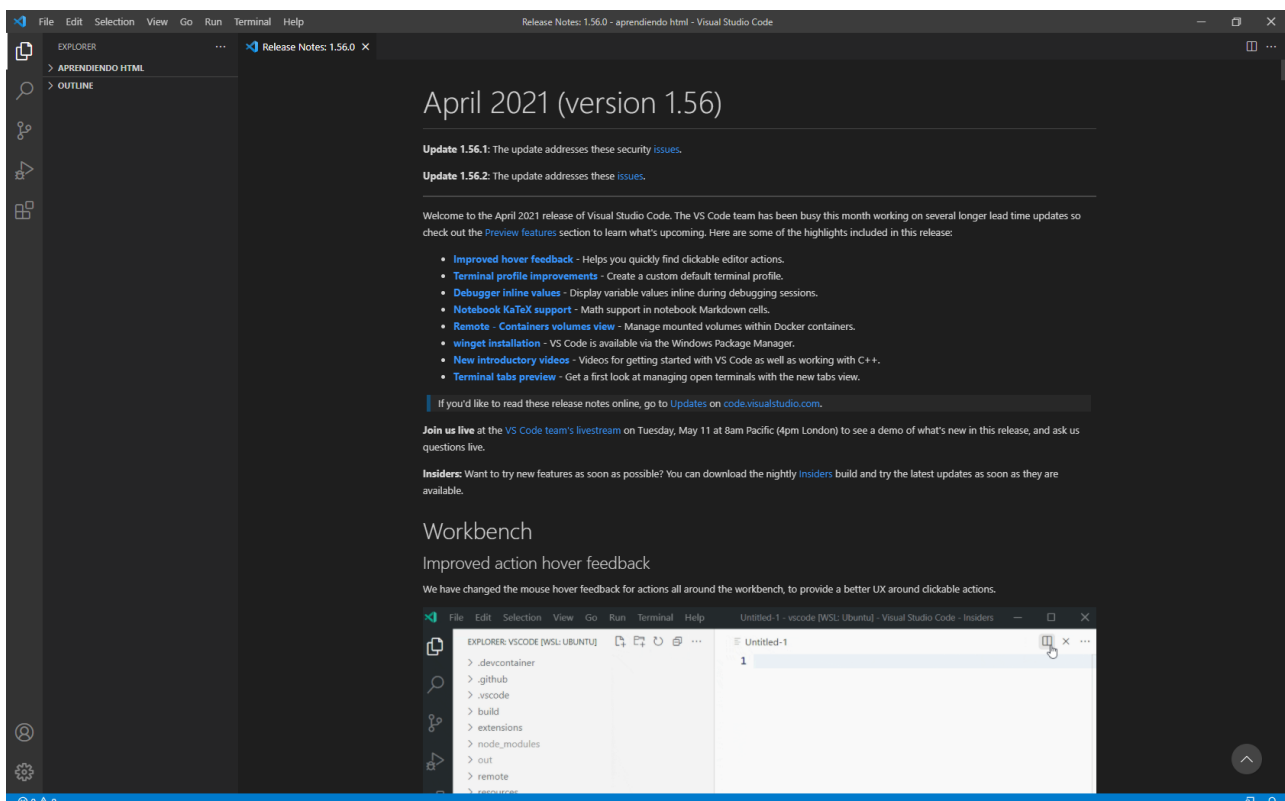 File Edit Selection View Go Run Terminal Help Release Notes: 1.56.0 - aprendiendo html - Visual Studio Code
EXPLORER
Release Notes: 1.56.0
APRENDIENDO HTML
OUTLINE
April 2021 (version 1.56)
Update 1.56.1: The update addresses these security issues.
Update 1.56.2: The update addresses these issues.
Welcome to the April 2021 release of Visual Studio Code. The VS Code team has been busy this month working on several longer lead time updates so
check out the Preview features section to learn what's upcoming. Here are some of the highlights included in this release:
• Improved hover feedback - Helps you quickly find clickable editor actions.
• Terminal profile improvements - Create a custom default terminal profile.
• Debugger inline values - Display variable values inline during debugging sessions.
• Notebook KaTeX support - Math support in notebook Markdown cells.
• Remote - Containers volumes view - Manage mounted volumes within Docker containers.
• winget installation - VS Code is available via the Windows Package Manager.
• New introductory videos - Videos for getting started with VS Code as well as working with C++.
• Terminal tabs preview - Get a first look at managing open terminals with the new tabs view.
If you'd like to read these release notes online, go to Updates on code.visualstudio.com.
Join us live at the VS Code team's livestream on Tuesday, May 11 at 8am Pacific (4pm London) to see a demo of what's new in this release, and ask us
questions live.
Insiders: Want to try new features as soon as possible? You can download the nightly Insiders build and try the latest updates as soon as they are
available.
Workbench
Improved action hover feedback
We have changed the mouse hover feedback for actions all around the workbench, to provide a better UX around clickable actions.
File Edit Selection View Go Run Terminal Help Untitled-1 - vscode [WSL: Ubuntu] - Visual Studio Code - Insiders
EXPLORER: VSCODE [WSL: UBUNTU]
Untitled-1
1
.devcontainer
.github
.vscode
build
extensions
node_modules
out
remote
resources